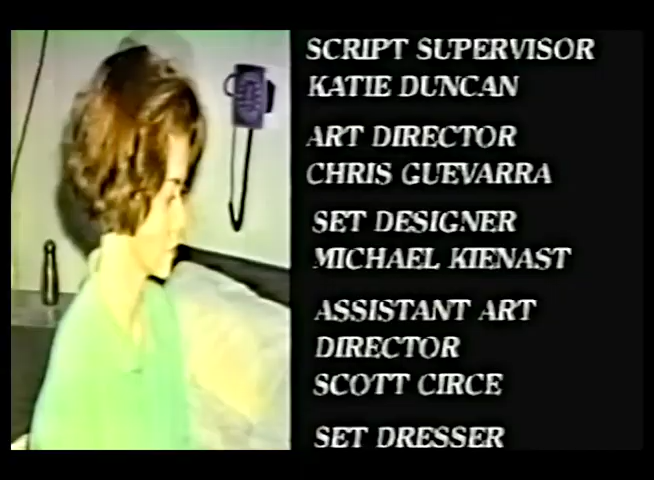 SCRIPT SUPERVISOR
KATIE DUNCAN
ART DIRECTOR
CHRIS GUEVARRA
SET DESIGNER
MICHAEL KIENAST
ASSISTANT ART
DIRECTOR
SCOTT CIRCE
SET DRESSER